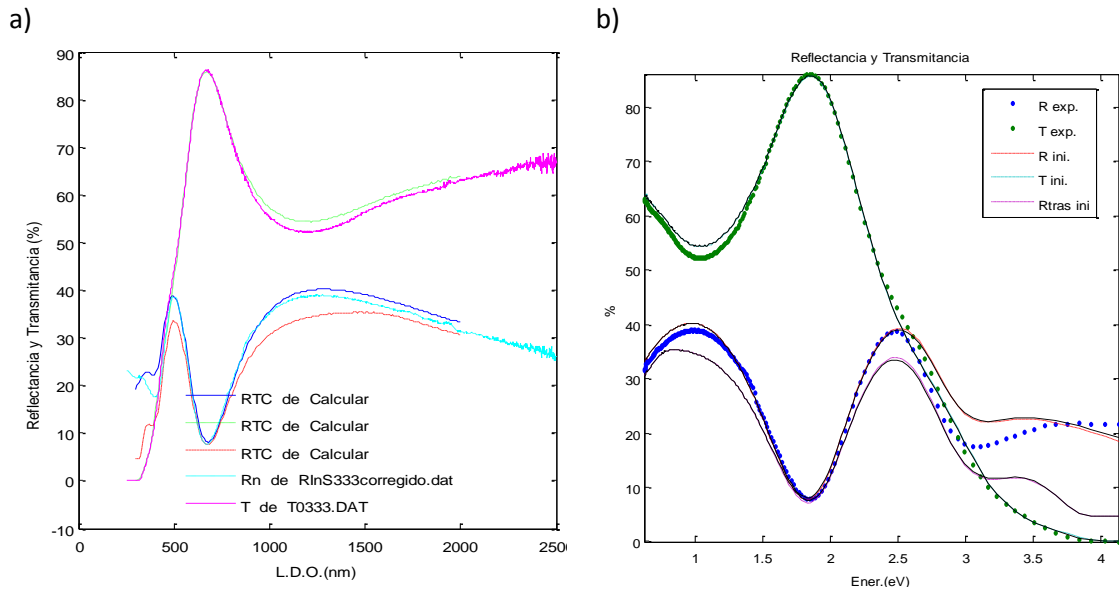 a)
90
80
70
60
50
40
30
20
10
0
-10
Reflectancia y Transmitancia (%)
RTC de Calcular
RTC de Calcular
RTC de Calcular
Rn de RInS333corregido.dat
T de T0333.DAT
0
500
1000
1500
2000
2500
L.D.O.(nm)
b)
Reflectancia y Transmitancia
80
70
60
50
40
30
20
10
0
%
R exp.
T exp.
R ini.
T ini.
Rtras ini
1
1.5
2
2.5
3
3.5
4
Ener.(eV)